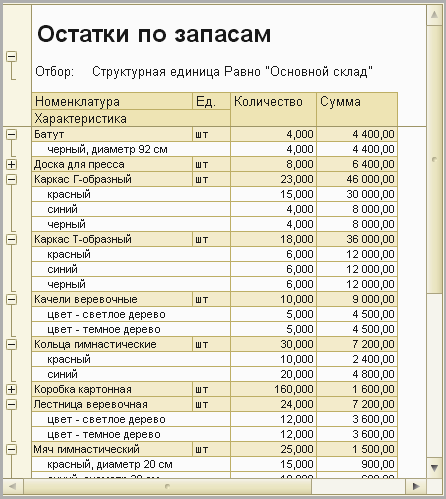 Остатки по запасам
Отбор: Структурная единица Равно "Основной склад"
Номенклатура Ед. Количество Сумма
Характеристика
Батут шт 4,000 4 400,00
черный, диаметр 92 см 4,000 4 400,00
Доска для пресса шт 8,000 6 400,00
Каркас Г-образный шт 23,000 46 000,00
красный 15,000 30 000,00
синий 4,000 8 000,00
черный 4,000 8 000,00
Каркас Т-образный шт 18,000 36 000,00
красный 6,000 12 000,00
синий 6,000 12 000,00
черный 6,000 12 000,00
Качели веревочные шт 10,000 9 000,00
цвет - светлое дерево 5,000 4 500,00
цвет - темное дерево 5,000 4 500,00
Кольца гимнастические шт 30,000 7 200,00
красный 10,000 2 400,00
синий 20,000 4 800,00
Коробка картонная шт 160,000 1 600,00
Лестница веревочная шт 24,000 7 200,00
цвет - светлое дерево 12,000 3 600,00
цвет - темное дерево 12,000 3 600,00
Мяч гимнастический шт 25,000 1 500,00
красный, диаметр 20 см 15,000 900,00